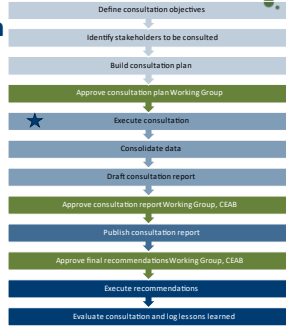 n
Define consultation objectives
Identify stakeholders to be consulted
Build consultation plan
Approve consultation plan Working Group
Execute consultation
Consolidate data
Draft consultation report
Approve consultation report Working Group, CEAB
Publish consultation report
Approve final recommendationsWorking Group, CEAB
Execute recommendations
Evaluate consultation and log lessons learned